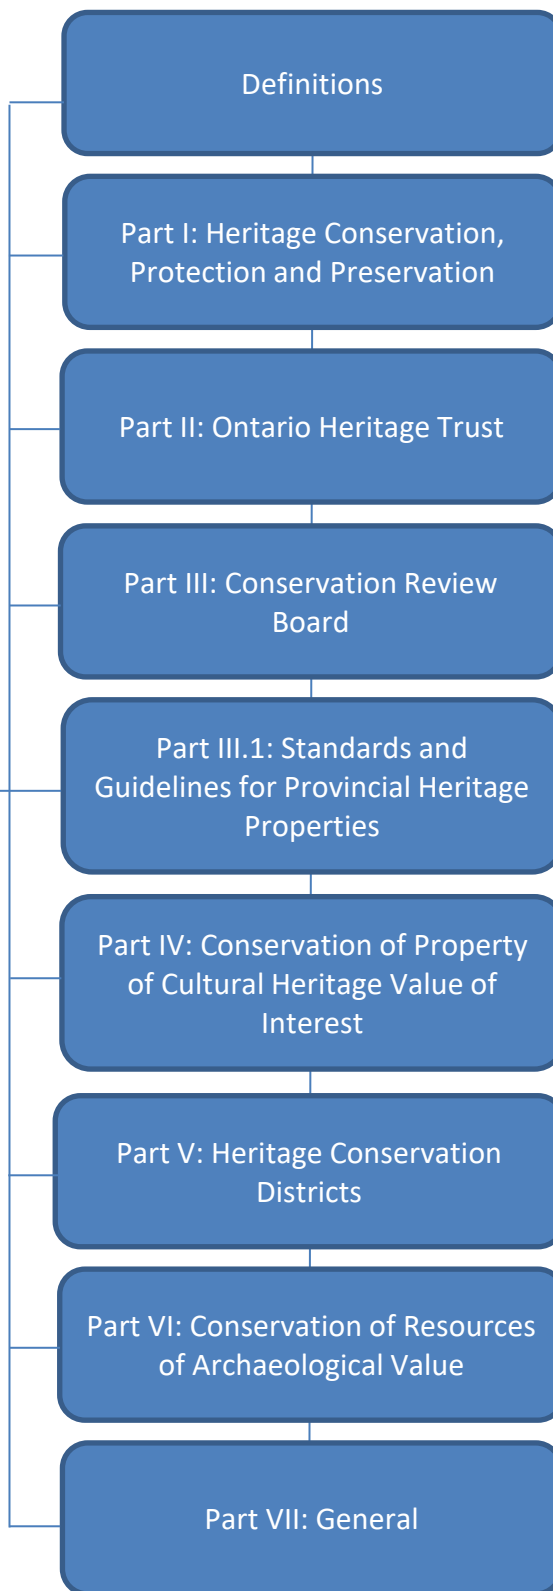 Definitions
Part I: Heritage Conservation,
Protection and Preservation
Part II: Ontario Heritage Trust
Part III: Conservation Review
Board
Part III.1: Standards and
Guidelines for Provincial Heritage
Properties
Part IV: Conservation of Property
of Cultural Heritage Value of
Interest
Part V: Heritage Conservation
Districts
Part VI: Conservation of Resources
of Archaeological Value
Part VII: General